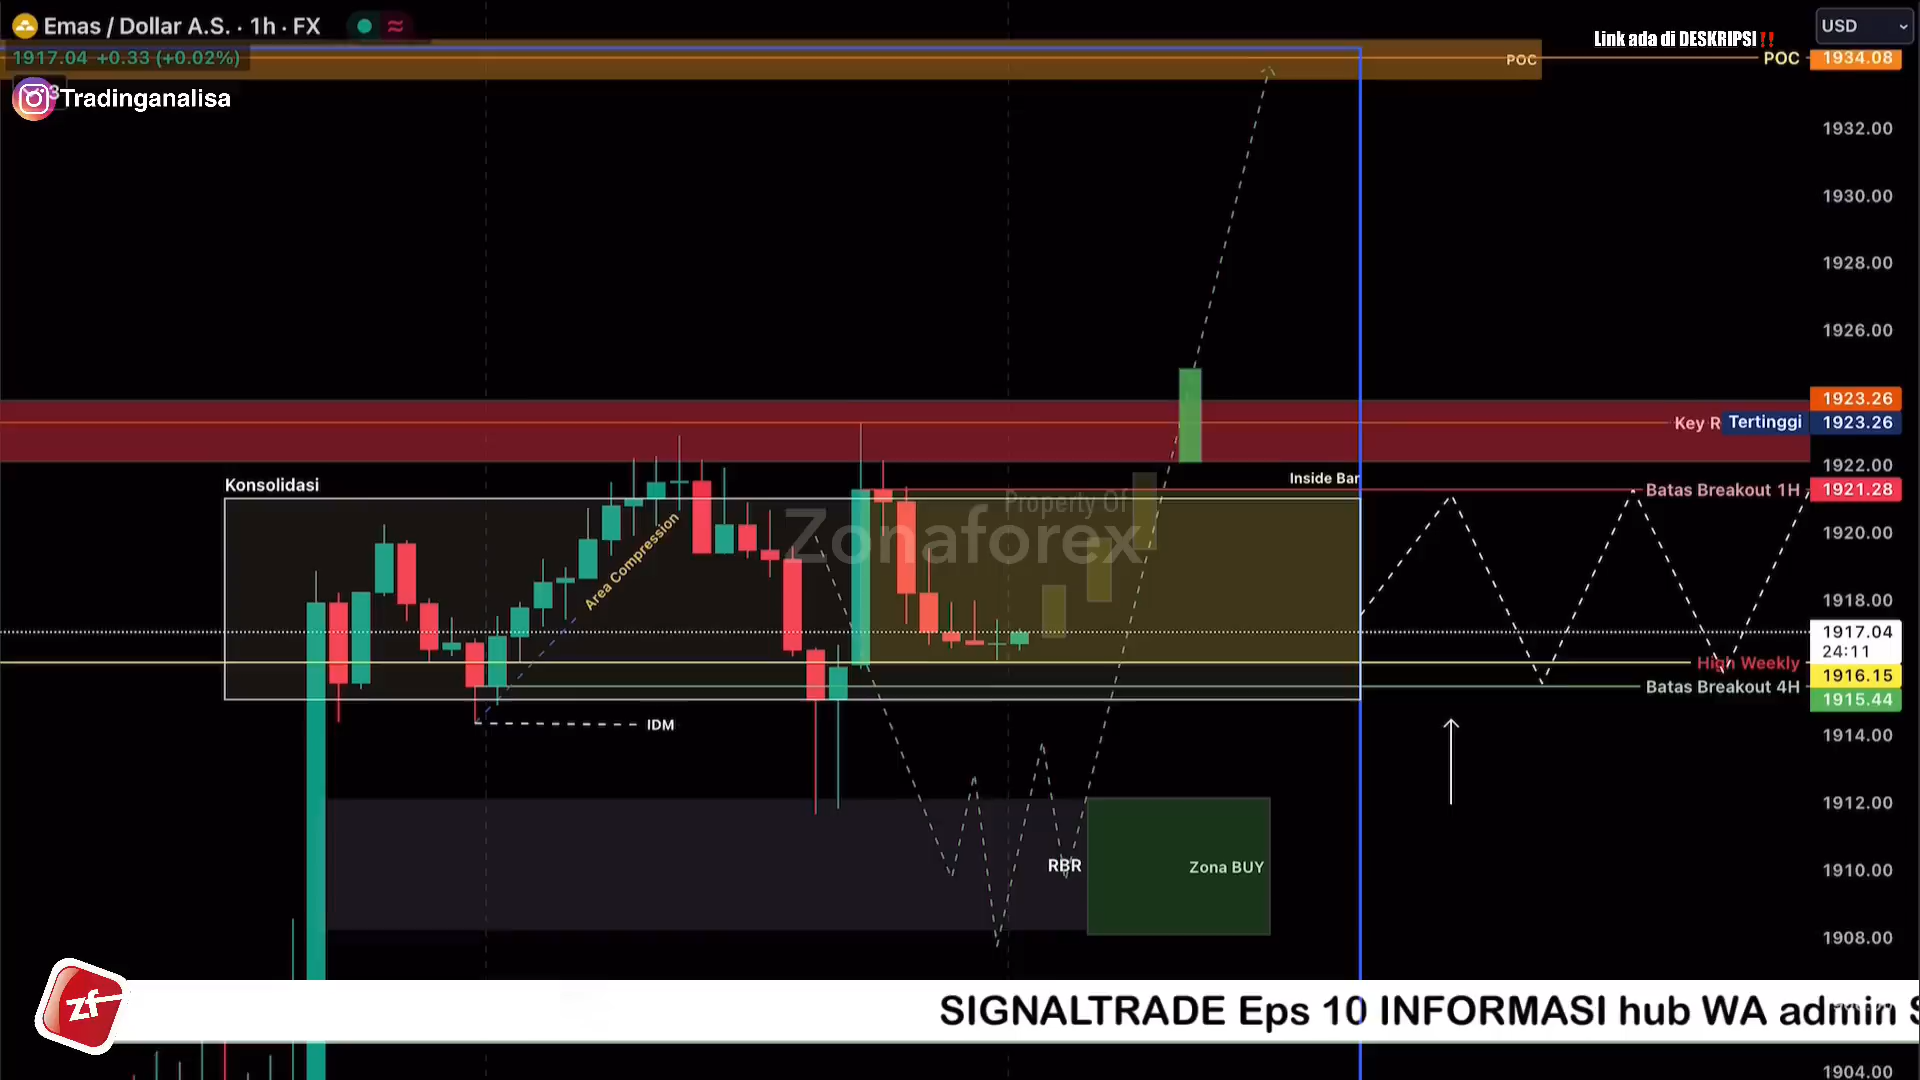 Emas / Dollar A.S. · 1h · FX
USD
Link ada di DESKRIPSI‼️
1917.04 +0.33 (+0.02%)
POC
POC
1934.08
Tradinganalisa
1932.00
1930.00
1928.00
1926.00
1923.26
Key R
Tertinggi
1923.26
1922.00
Konsolidasi
Inside Bar
Batas Breakout 1H
1921.28
Property Of
Zonaforex
1920.00
Area Compression
1918.00
1917.04
24:11
High Weekly
1916.15
Batas Breakout 4H
1915.44
IDM
1914.00
1912.00
RBR
Zona BUY
1910.00
1908.00
zf
SIGNALTRADE Eps 10 INFORMASI hub WA admin
1904.00